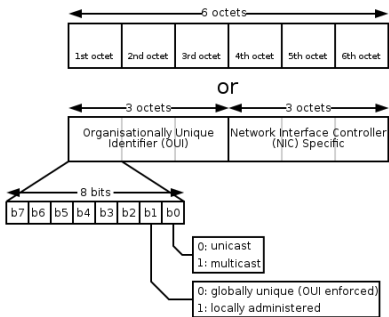 6 octets
1st octet 2nd octet 3rd octet 4th octet 5th octet 6th octet
or
3 octets 3 octets
Organisationally Unique
Identifier (OUI)
Network Interface Controller
(NIC) Specific
8 bits
b7 b6 b5 b4 b3 b2 b1 b0
0: unicast
1: multicast
0: globally unique (OUI enforced)
1: locally administered